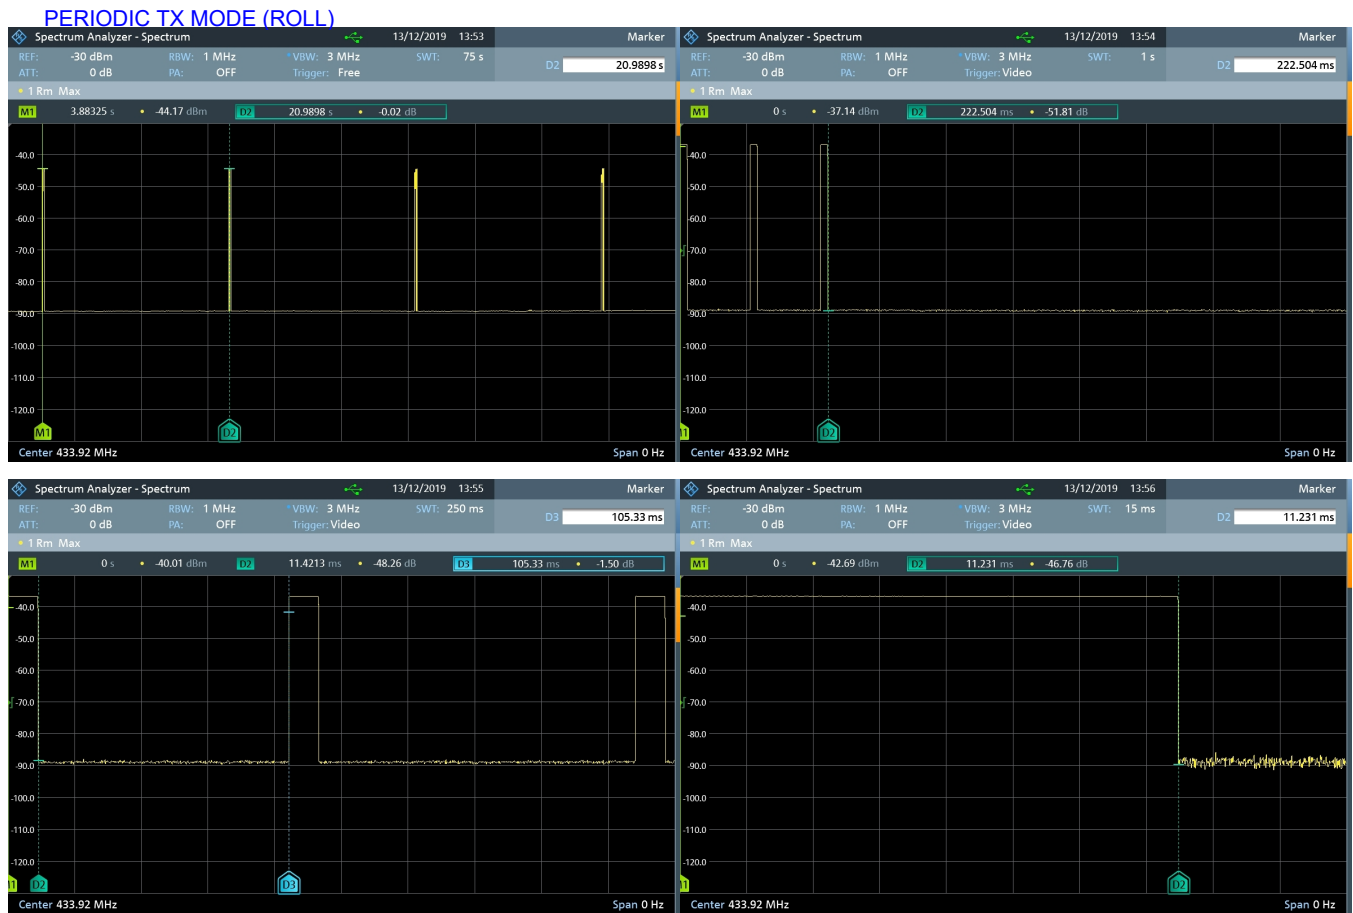 PERIODIC TX MODE (ROLL)
Spectrum Analyzer - Spectrum 13/12/2019 13:53 Marker
REF: -30 dBm RBW: 1 MHz VBW: 3 MHz SWT: 75 s
ATT: 0 dB PA: OFF Trigger: Free
D2 20.9898 s
1 Rm Max
M1 3.88325 s -44.17 dBm D2 20.9898 s -0.02 dB
-40.0
-50.0
-60.0
-70.0
-80.0
-90.0
-100.0
-110.0
-120.0
M1 D2
Center 433.92 MHz Span 0 Hz
Spectrum Analyzer - Spectrum 13/12/2019 13:54 Marker
REF: -30 dBm RBW: 1 MHz VBW: 3 MHz SWT: 1 s
ATT: 0 dB PA: OFF Trigger: Video
D2 222.504 ms
1 Rm Max
M1 0 s -37.14 dBm D2 222.504 ms -51.81 dB
-40.0
-50.0
-60.0
-70.0
-80.0
-90.0
-100.0
-110.0
-120.0
D2
Center 433.92 MHz Span 0 Hz
Spectrum Analyzer - Spectrum 13/12/2019 13:55 Marker
REF: -30 dBm RBW: 1 MHz VBW: 3 MHz SWT: 250 ms
ATT: 0 dB PA: OFF Trigger: Video
D3 105.33 ms
1 Rm Max
M1 0 s -40.01 dBm D2 11.4213 ms -48.26 dB D3 105.33 ms -1.50 dB
-40.0
-50.0
-60.0
-70.0
-80.0
-90.0
-100.0
-110.0
-120.0
D2 D3
Center 433.92 MHz Span 0 Hz
Spectrum Analyzer - Spectrum 13/12/2019 13:56 Marker
REF: -30 dBm RBW: 1 MHz VBW: 3 MHz SWT: 15 ms
ATT: 0 dB PA: OFF Trigger: Video
D2 11.231 ms
1 Rm Max
M1 0 s -42.69 dBm D2 11.231 ms -46.76 dB
-40.0
-50.0
-60.0
-70.0
-80.0
-90.0
-100.0
-110.0
-120.0
D2
Center 433.92 MHz Span 0 Hz